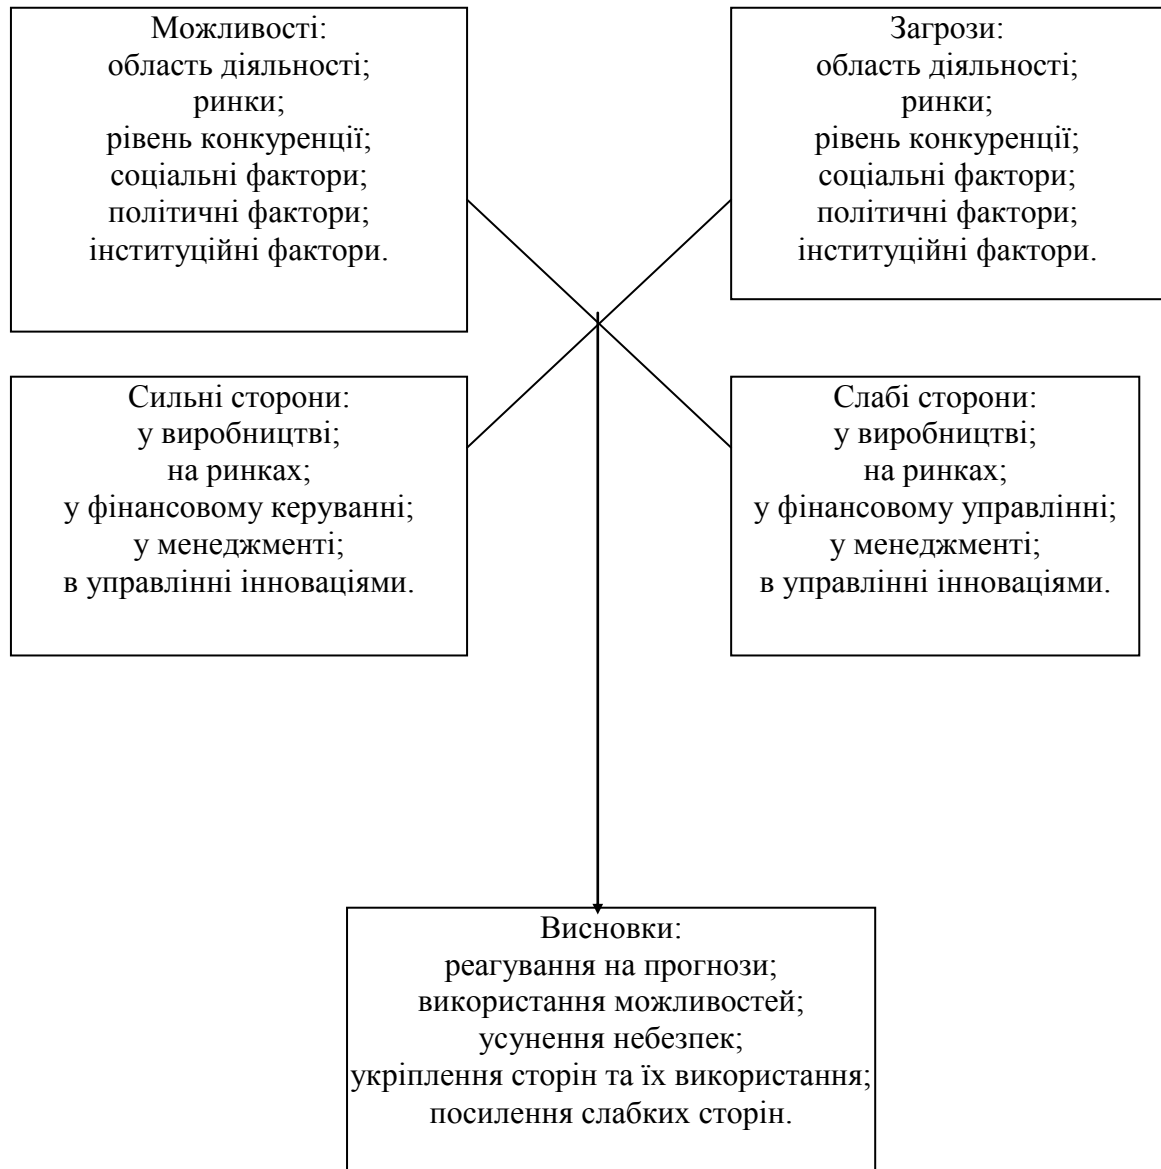 Можливості:
область діяльності;
ринки;
рівень конкуренції;
соціальні фактори;
політичні фактори;
інституційні фактори.
Загрози:
область діяльності;
ринки;
рівень конкуренції;
соціальні фактори;
політичні фактори;
інституційні фактори.
Сильні сторони:
у виробництві;
на ринках;
у фінансовому керуванні;
у менеджменті;
в управлінні інноваціями.
Слабі сторони:
у виробництві;
на ринках;
у фінансовому управлінні;
у менеджменті;
в управлінні інноваціями.
Висновки:
реагування на прогнози;
використання можливостей;
усунення небезпек;
укріплення сторін та їх використання;
посилення слабких сторін.